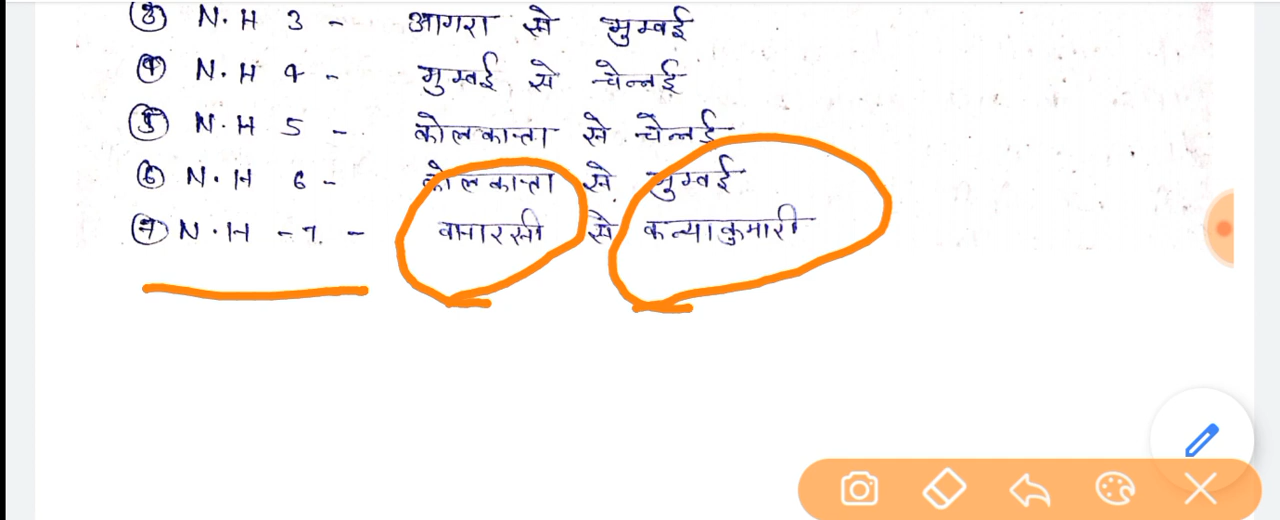 ③ N.H 3 - आगरा से मुम्बई
④ N.H 4 - मुम्बई से चेन्नई
⑤ N.H 5 - कोलकाता से चेन्नई
⑥ N.H 6 - कोलकाता से मुम्बई
⑦ N.H - 7. - वानारसी से कन्याकुमारी